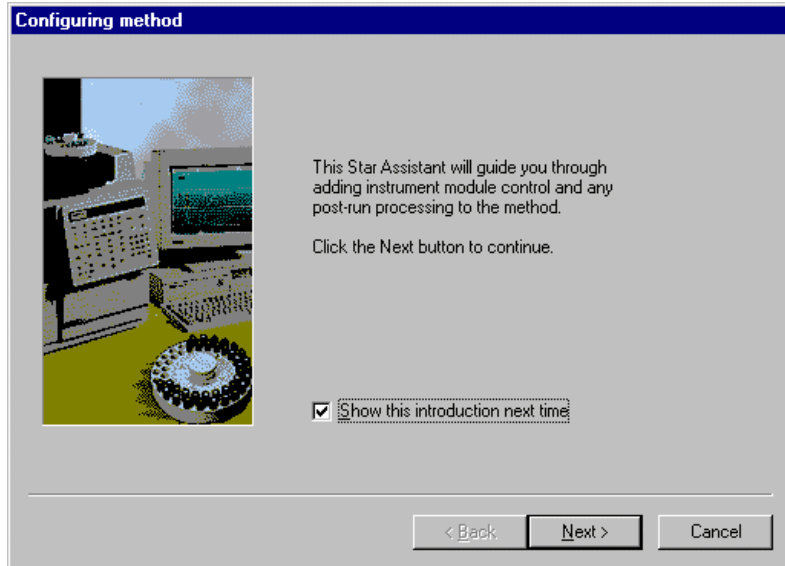 Configuring method
This Star Assistant will guide you through
adding instrument module control and any
post-run processing to the method.
Click the Next button to continue.
Show this introduction next time
< Back
Next >
Cancel